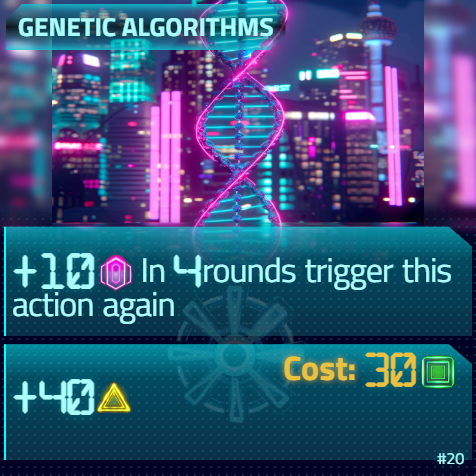 GENETIC ALGORITHMS
+10 In 4 rounds trigger this
action again
Cost: 30
+40
#20